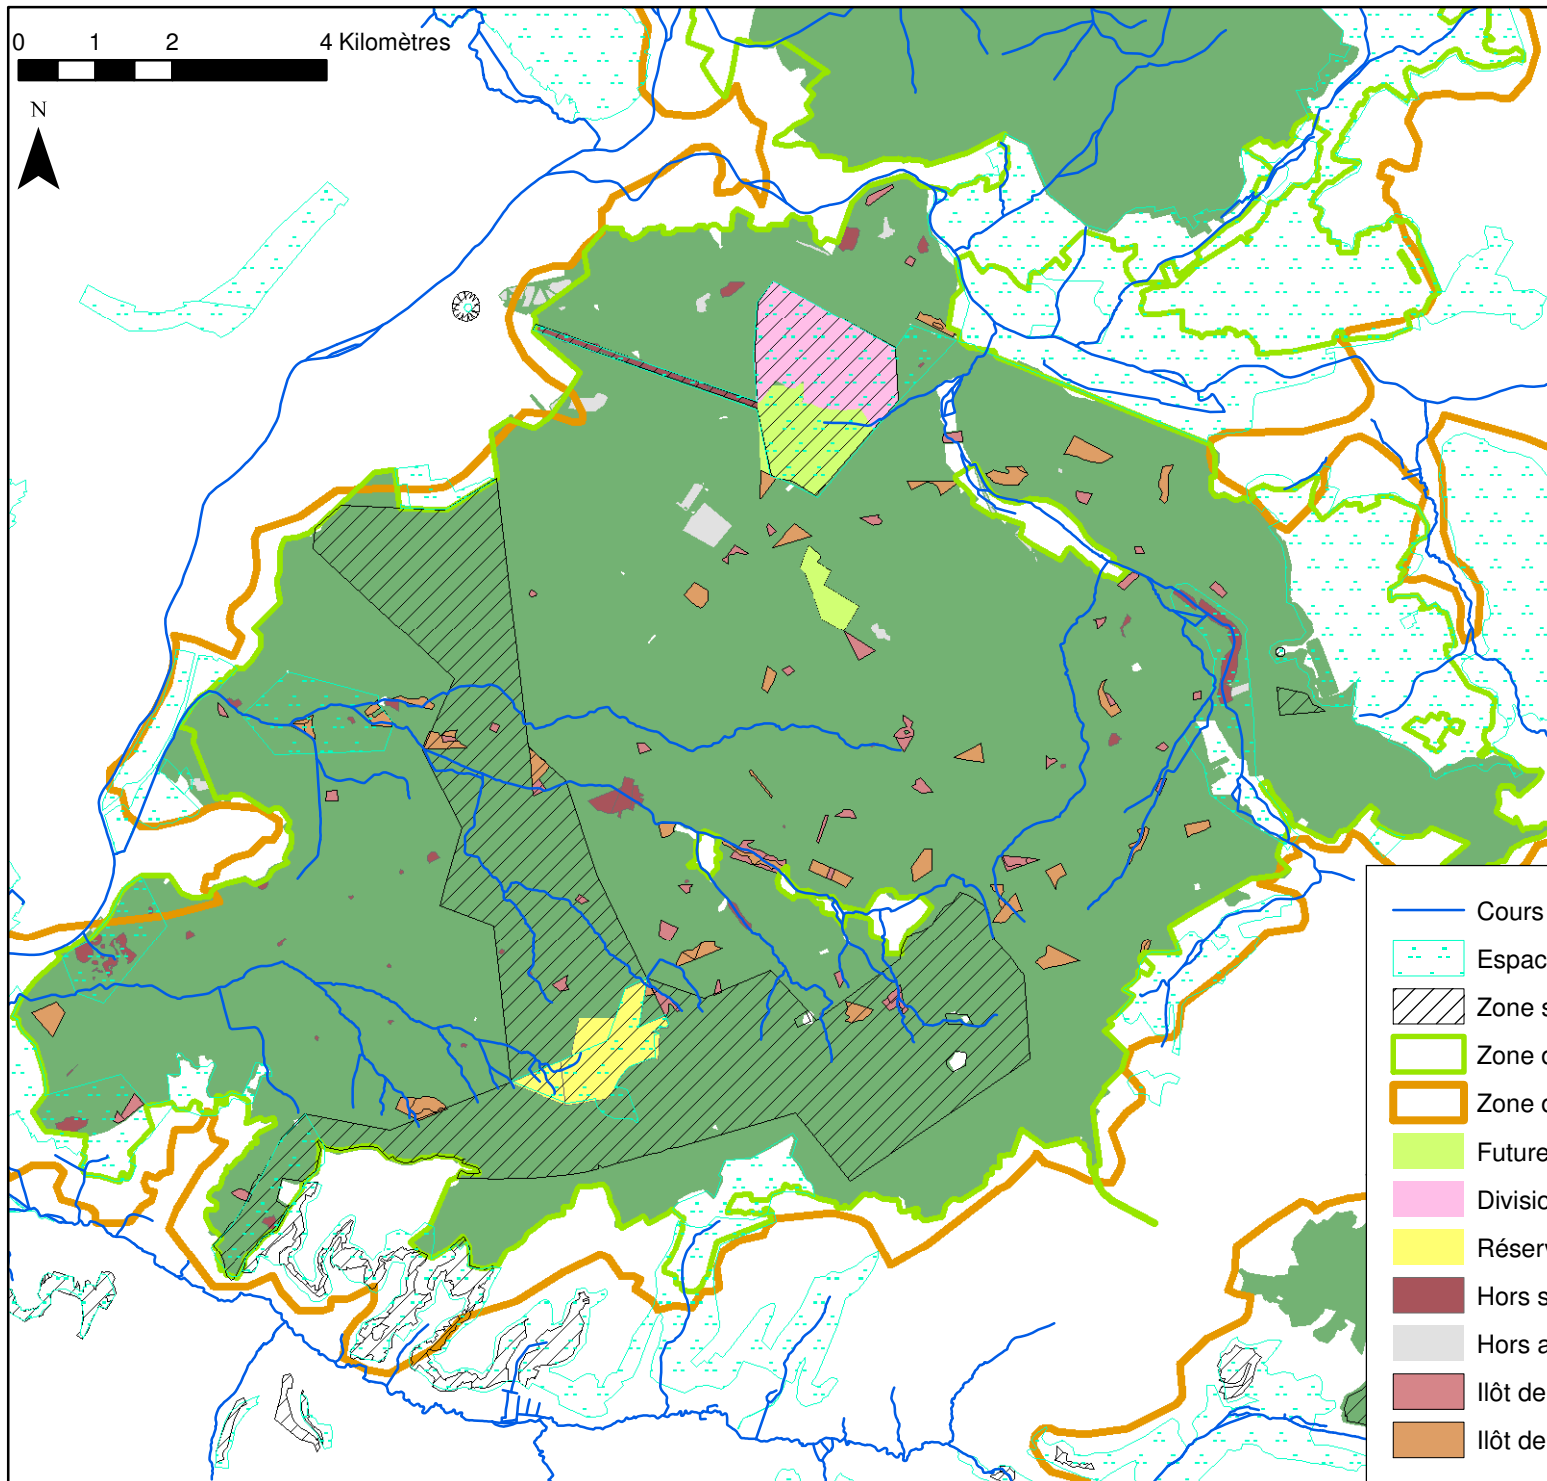 0 1 2 4 Kilomètres
N
Cours
Espac
Zone s
Zone
Zone
Future
Divisio
Réserv
Hors s
Hors a
Ilôt de
Ilôt de